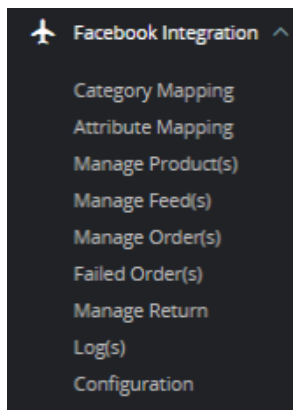 Facebook Integration
Category Mapping
Attribute Mapping
Manage Product(s)
Manage Feed(s)
Manage Order(s)
Failed Order(s)
Manage Return
Log(s)
Configuration